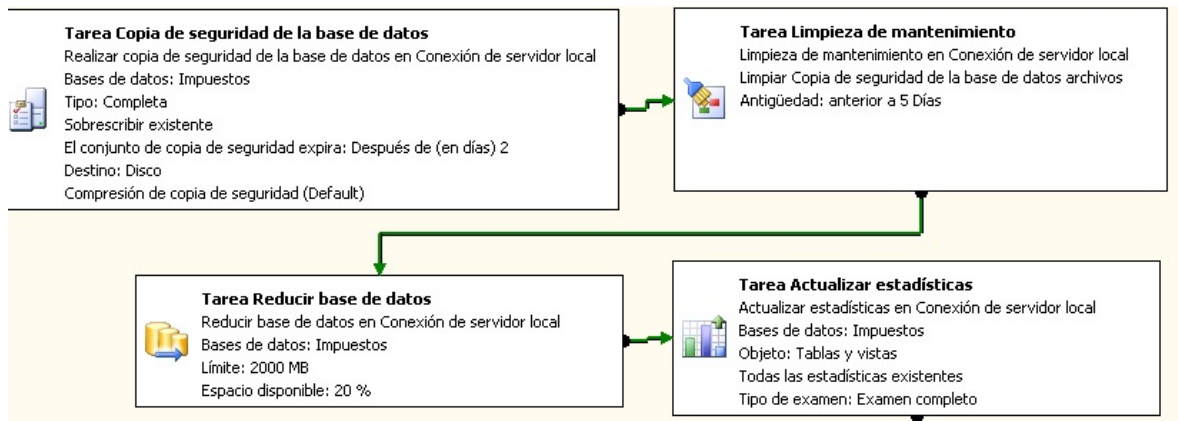 Tarea Copia de seguridad de la base de datos
Realizar copia de seguridad de la base de datos en Conexión de servidor local
Bases de datos: Impuestos
Tipo: Completa
Sobrescribir existente
El conjunto de copia de seguridad expira: Después de (en días) 2
Destino: Disco
Compresión de copia de seguridad (Default)
Tarea Limpieza de mantenimiento
Limpieza de mantenimiento en Conexión de servidor local
Limpiar Copia de seguridad de la base de datos archivos
Antigüedad: anterior a 5 Días
Tarea Reducir base de datos
Reducir base de datos en Conexión de servidor local
Bases de datos: Impuestos
Límite: 2000 MB
Espacio disponible: 20 %
Tarea Actualizar estadísticas
Actualizar estadísticas en Conexión de servidor local
Bases de datos: Impuestos
Objeto: Tablas y vistas
Todas las estadísticas existentes
Tipo de examen: Examen completo